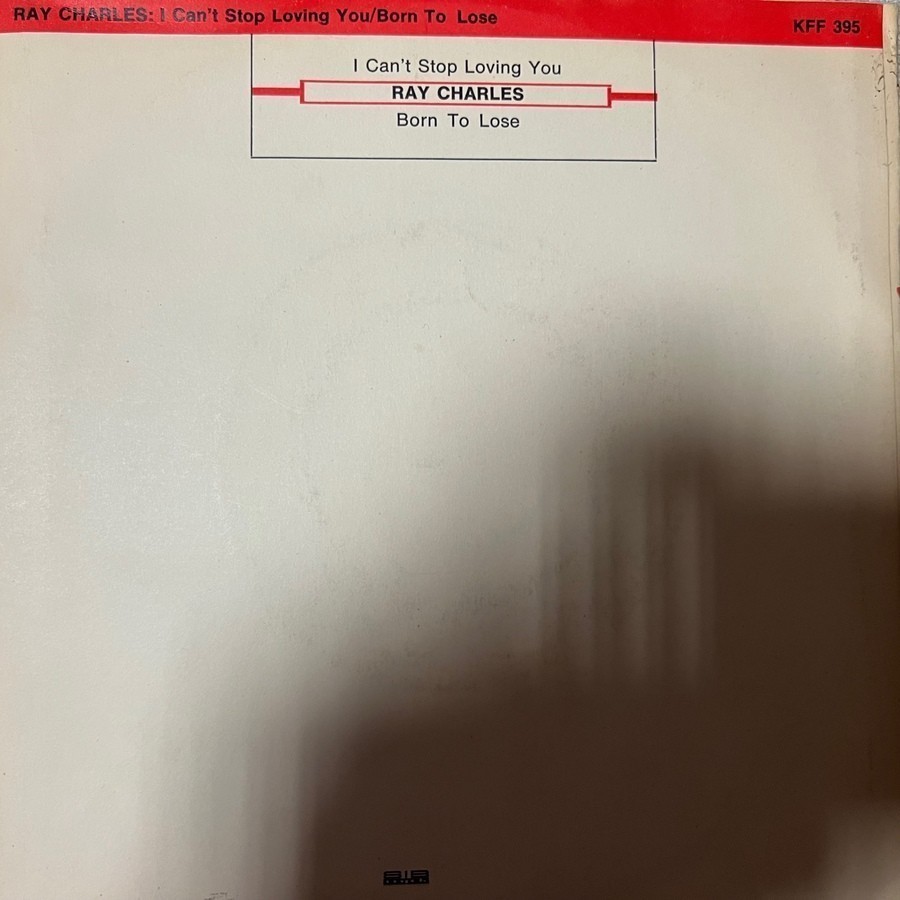 RAY CHARLES: I Can't Stop Loving You/Born To Lose
KFF 395
I Can't Stop Loving You
RAY CHARLES
Born To Lose